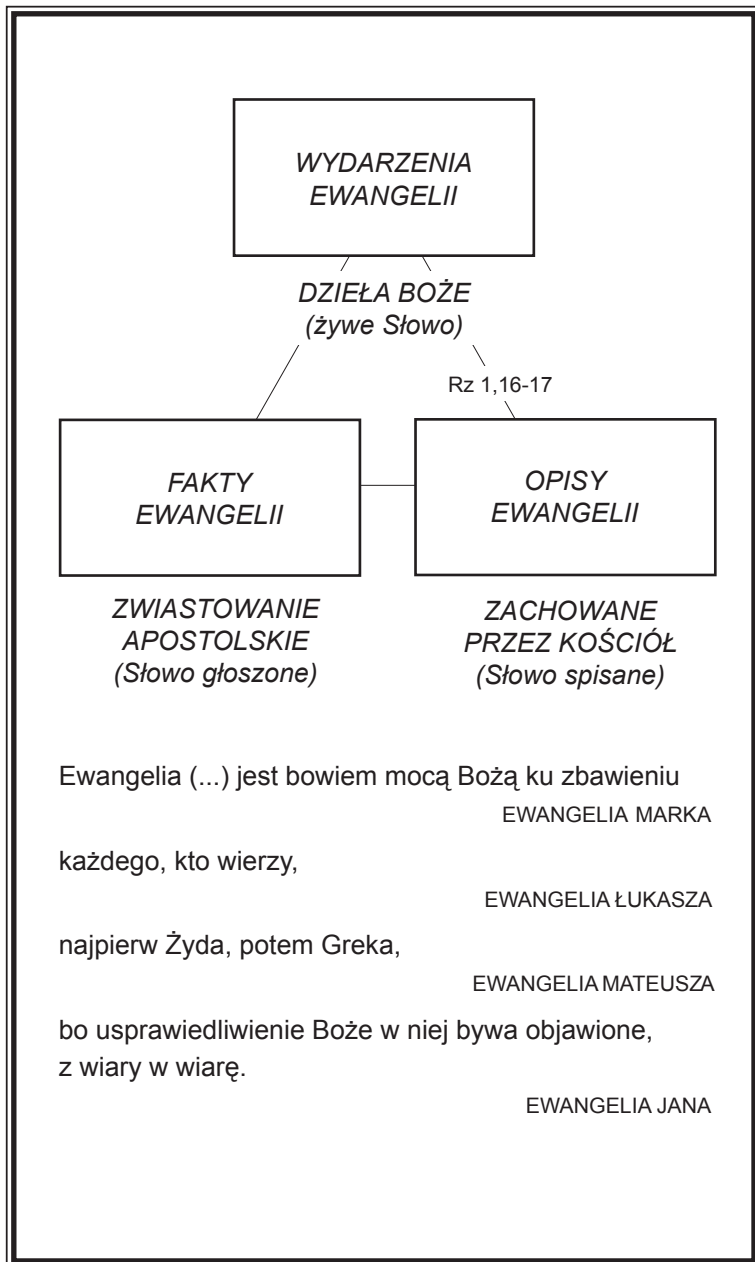 WYDARZENIA
EWANGELII
DZIEŁA BOŻE
(żywe Słowo)
Rz 1,16-17
FAKTY
EWANGELII
OPISY
EWANGELII
ZWIASTOWANIE
APOSTOLSKIE
(Słowo głoszone)
ZACHOWANE
PRZEZ KOŚCIÓŁ
(Słowo spisane)
Ewangelia (...) jest bowiem mocą Bożą ku zbawieniu
EWANGELIA MARKA
każdego, kto wierzy,
EWANGELIA ŁUKASZA
najpierw Żyda, potem Greka,
EWANGELIA MATEUSZA
bo usprawiedliwienie Boże w niej bywa objawione,
z wiary w wiarę.
EWANGELIA JANA